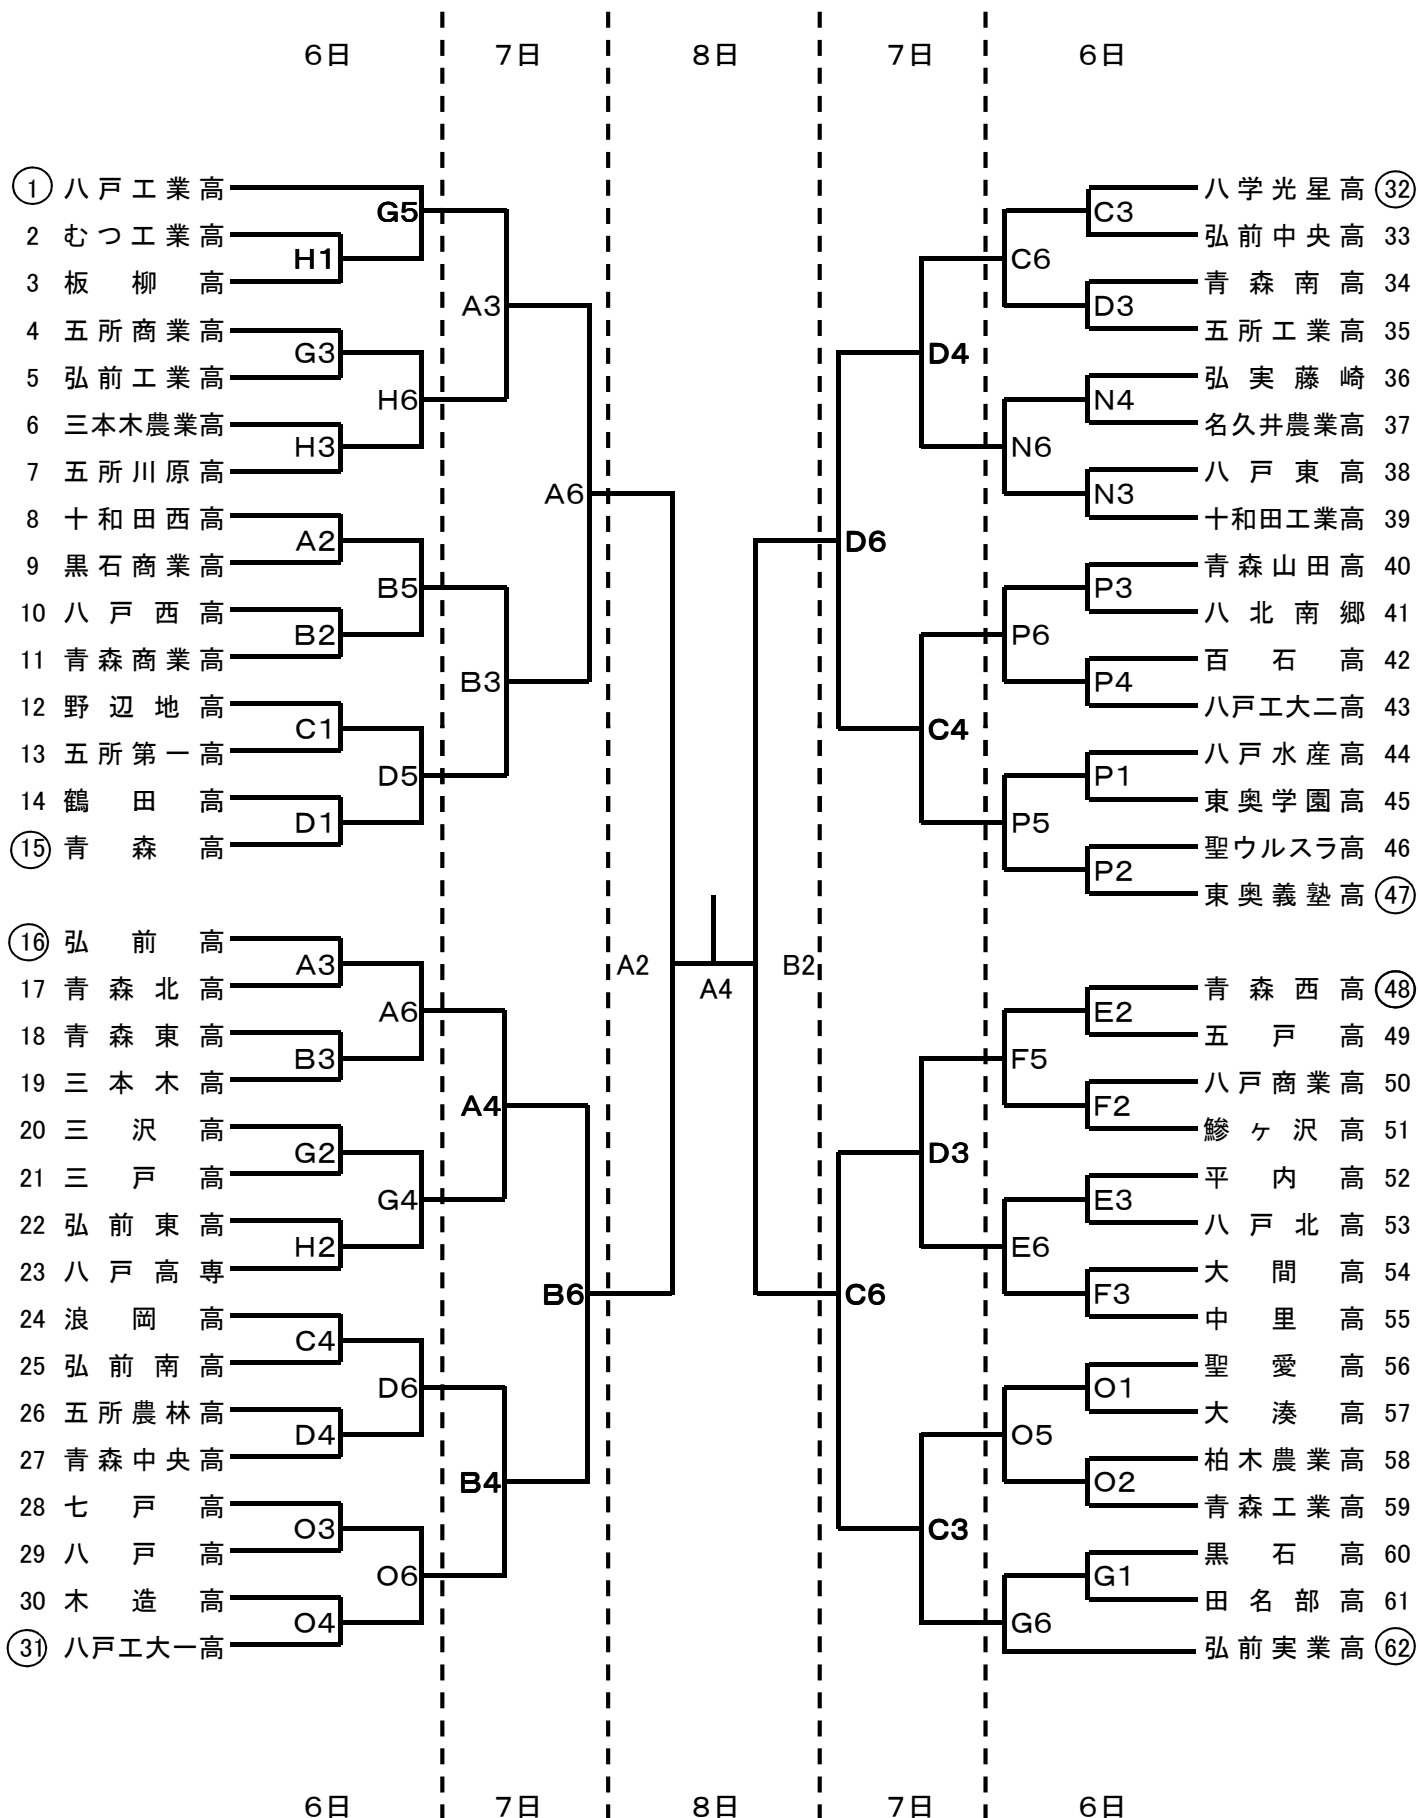 6日 7日 8日 7日 6日
1 八戸工業高
2 むつ工業高
3 板柳高
4 五所商業高
5 弘前工業高
6 三本木農業高
7 五所川原高
8 十和田西高
9 黒石商業高
10 八戸西高
11 青森商業高
12 野辺地高
13 五所第一高
14 鶴田高
15 青森高
16 弘前高
17 青森北高
18 青森東高
19 三本木高
20 三沢高
21 三戸高
22 弘前東高
23 八戸高専
24 浪岡高
25 弘前南高
26 五所農林高
27 青森中央高
28 七戸高
29 八戸高
30 木造高
31 八戸工大一高
H1
G3
H3
A2
B2
C1
D1
A3
B3
G2
H2
C4
D4
O3
O4
G5
H6
B5
D5
A6
G4
D6
O6
A3
B3
A4
B4
A6
B6
A2
A4
B2
D6
C6
D4
C4
D3
C3
C6
N6
P6
P5
F5
E6
O5
G6
C3
D3
N4
N3
P3
P4
P1
P2
E2
F2
E3
F3
O1
O2
G1
八学光星高 32
弘前中央高 33
青森南高 34
五所工業高 35
弘実藤崎 36
名久井農業高 37
八戸東高 38
十和田工業高 39
青森山田高 40
八北南郷 41
百石高 42
八戸工大二高 43
八戸水産高 44
東奥学園高 45
聖ウルスラ高 46
東奥義塾高 47
青森西高 48
五戸高 49
八戸商業高 50
鰺ヶ沢高 51
平内高 52
八戸北高 53
大間高 54
中里高 55
聖愛高 56
大湊高 57
柏木農業高 58
青森工業高 59
黒石高 60
田名部高 61
弘前実業高 62
6日 7日 8日 7日 6日